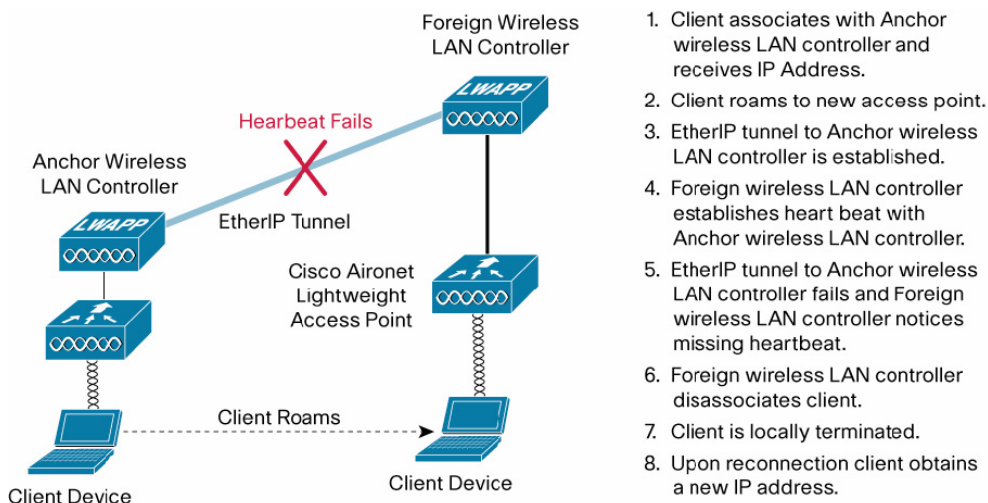 Foreign Wireless
LAN Controller
LWAPP
Hearbeat Fails
Anchor Wireless
LAN Controller
LWAPP
EtherIP Tunnel
Cisco Aironet
Lightweight
Access Point
Client Roams
Client Device
Client Device
1. Client associates with Anchor
wireless LAN controller and
receives IP Address.
2. Client roams to new access point.
3. EtherIP tunnel to Anchor wireless
LAN controller is established.
4. Foreign wireless LAN controller
establishes heart beat with
Anchor wireless LAN controller.
5. EtherIP tunnel to Anchor wireless
LAN controller fails and Foreign
wireless LAN controller notices
missing heartbeat.
6. Foreign wireless LAN controller
disassociates client.
7. Client is locally terminated.
8. Upon reconnection client obtains
a new IP address.